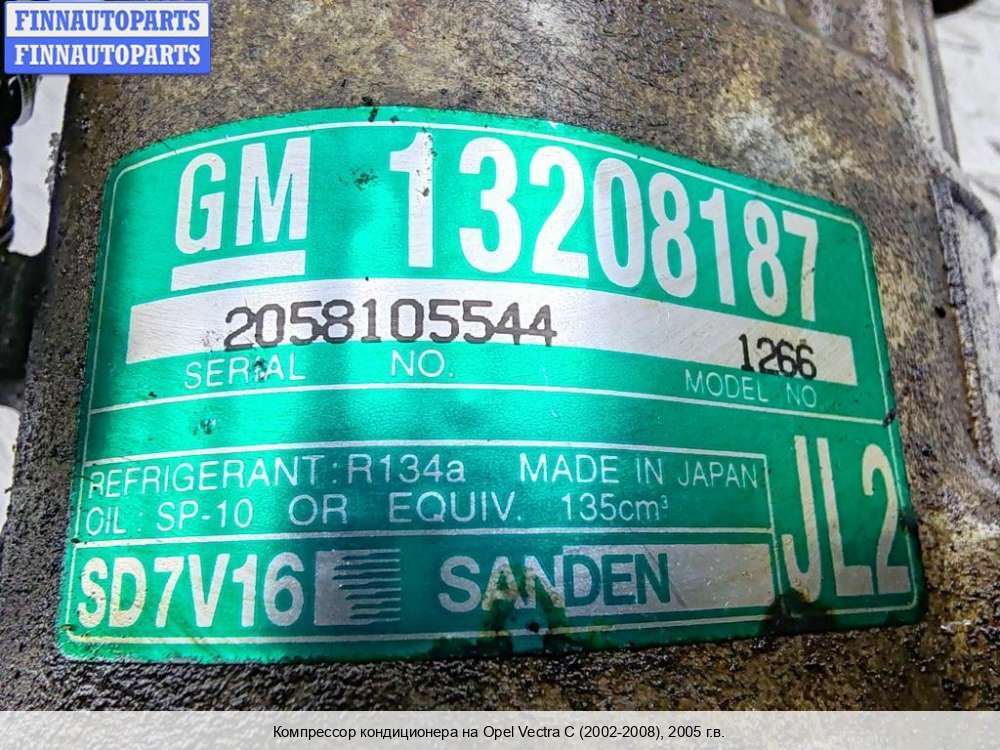 FINNAUTOPARTS
FINNAUTOPARTS
GM 13208187
2058105544 1266
SERIAL NO. MODEL NO
REFRIGERANT: R134a MADE IN JAPAN
OIL: SP-10 OR EQUIV. 135cm³
JL2
SD7V16 SANDEN
Компрессор кондиционера на Opel Vectra C (2002-2008), 2005 г.в.